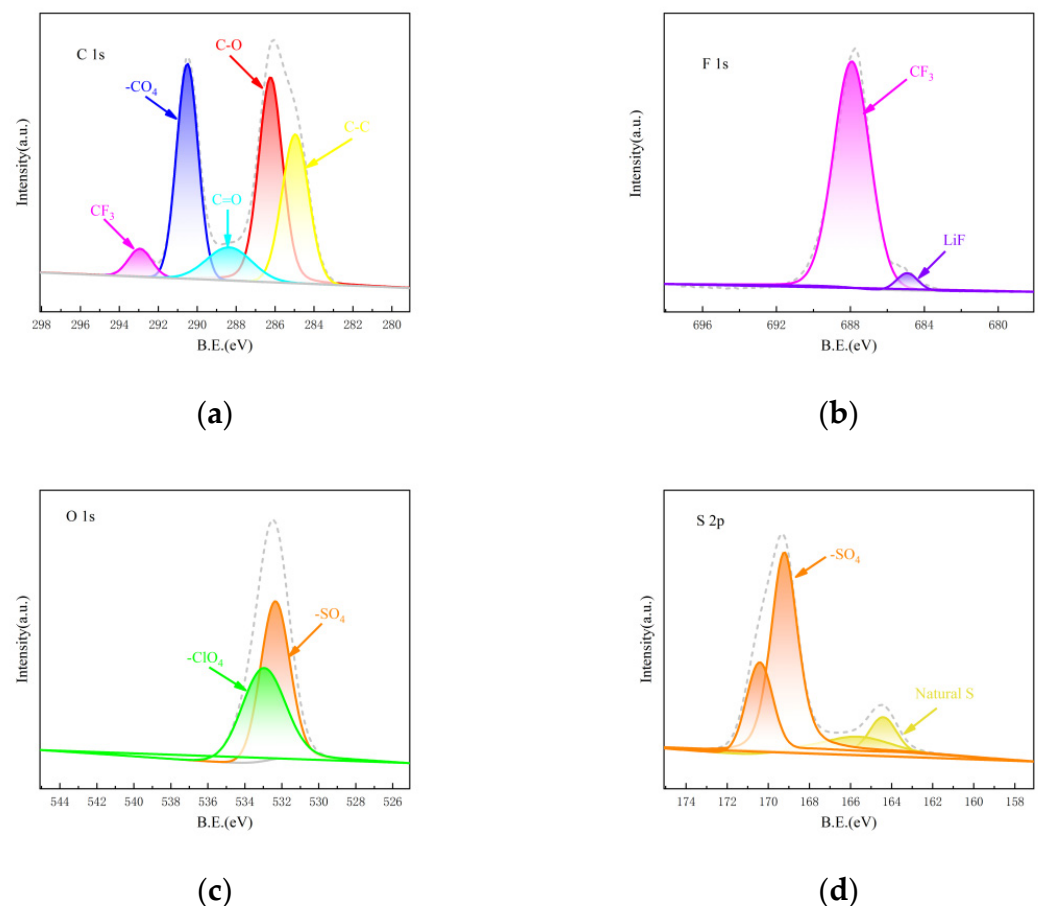 C 1s
C-O
-CO₄
C-C
C=O
CF₃
Intensity(a.u.)
298 296 294 292 290 288 286 284 282 280
B.E.(eV)
(a)
F 1s
CF₃
LiF
Intensity(a.u.)
696 692 688 684 680
B.E.(eV)
(b)
O 1s
-SO₄
-ClO₄
Intensity(a.u.)
544 542 540 538 536 534 532 530 528 526
B.E.(eV)
(c)
S 2p
-SO₄
Natural S
Intensity(a.u.)
174 172 170 168 166 164 162 160 158
B.E.(eV)
(d)